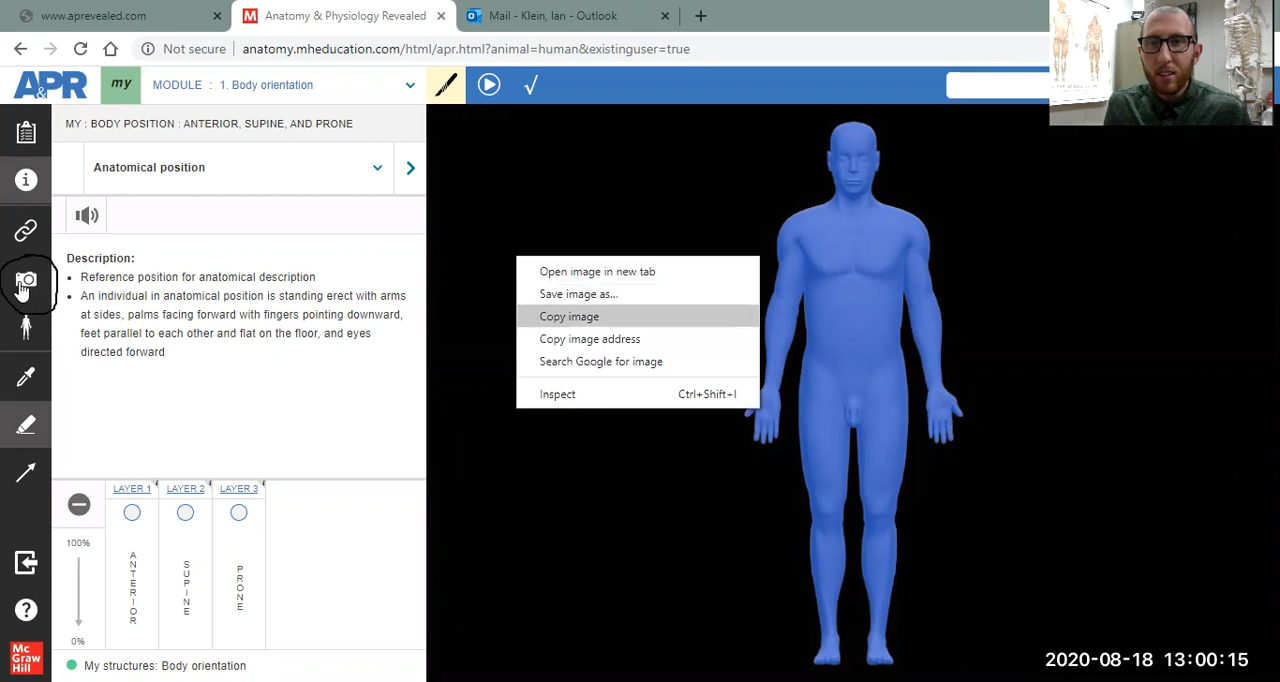 www.aprevealed.com
Anatomy & Physiology Revealed
Mail - Klein, Ian - Outlook
Not secure
anatomy.mheducation.com/html/apr.html?animal=human&existinguser=true
A&PR
my
MODULE : 1. Body orientation
MY : BODY POSITION : ANTERIOR, SUPINE, AND PRONE
Anatomical position
Description:
• Reference position for anatomical description
• An individual in anatomical position is standing erect with arms
at sides, palms facing forward with fingers pointing downward,
feet parallel to each other and flat on the floor, and eyes
directed forward
Open image in new tab
Save image as...
Copy image
Copy image address
Search Google for image
Inspect Ctrl+Shift+I
LAYER 1 LAYER 2 LAYER 3
100%
ANTERIOR
SUPINE
PRONE
0%
Mc
Graw
Hill
My structures: Body orientation
2020-08-18 13:00:15